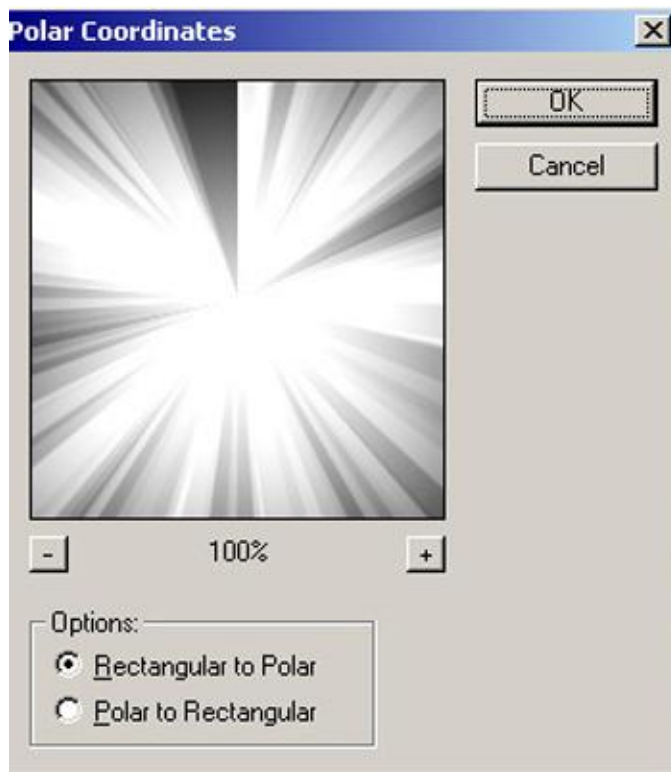 Polar Coordinates
OK
Cancel
- 100% +
Options:
Rectangular to Polar
Polar to Rectangular